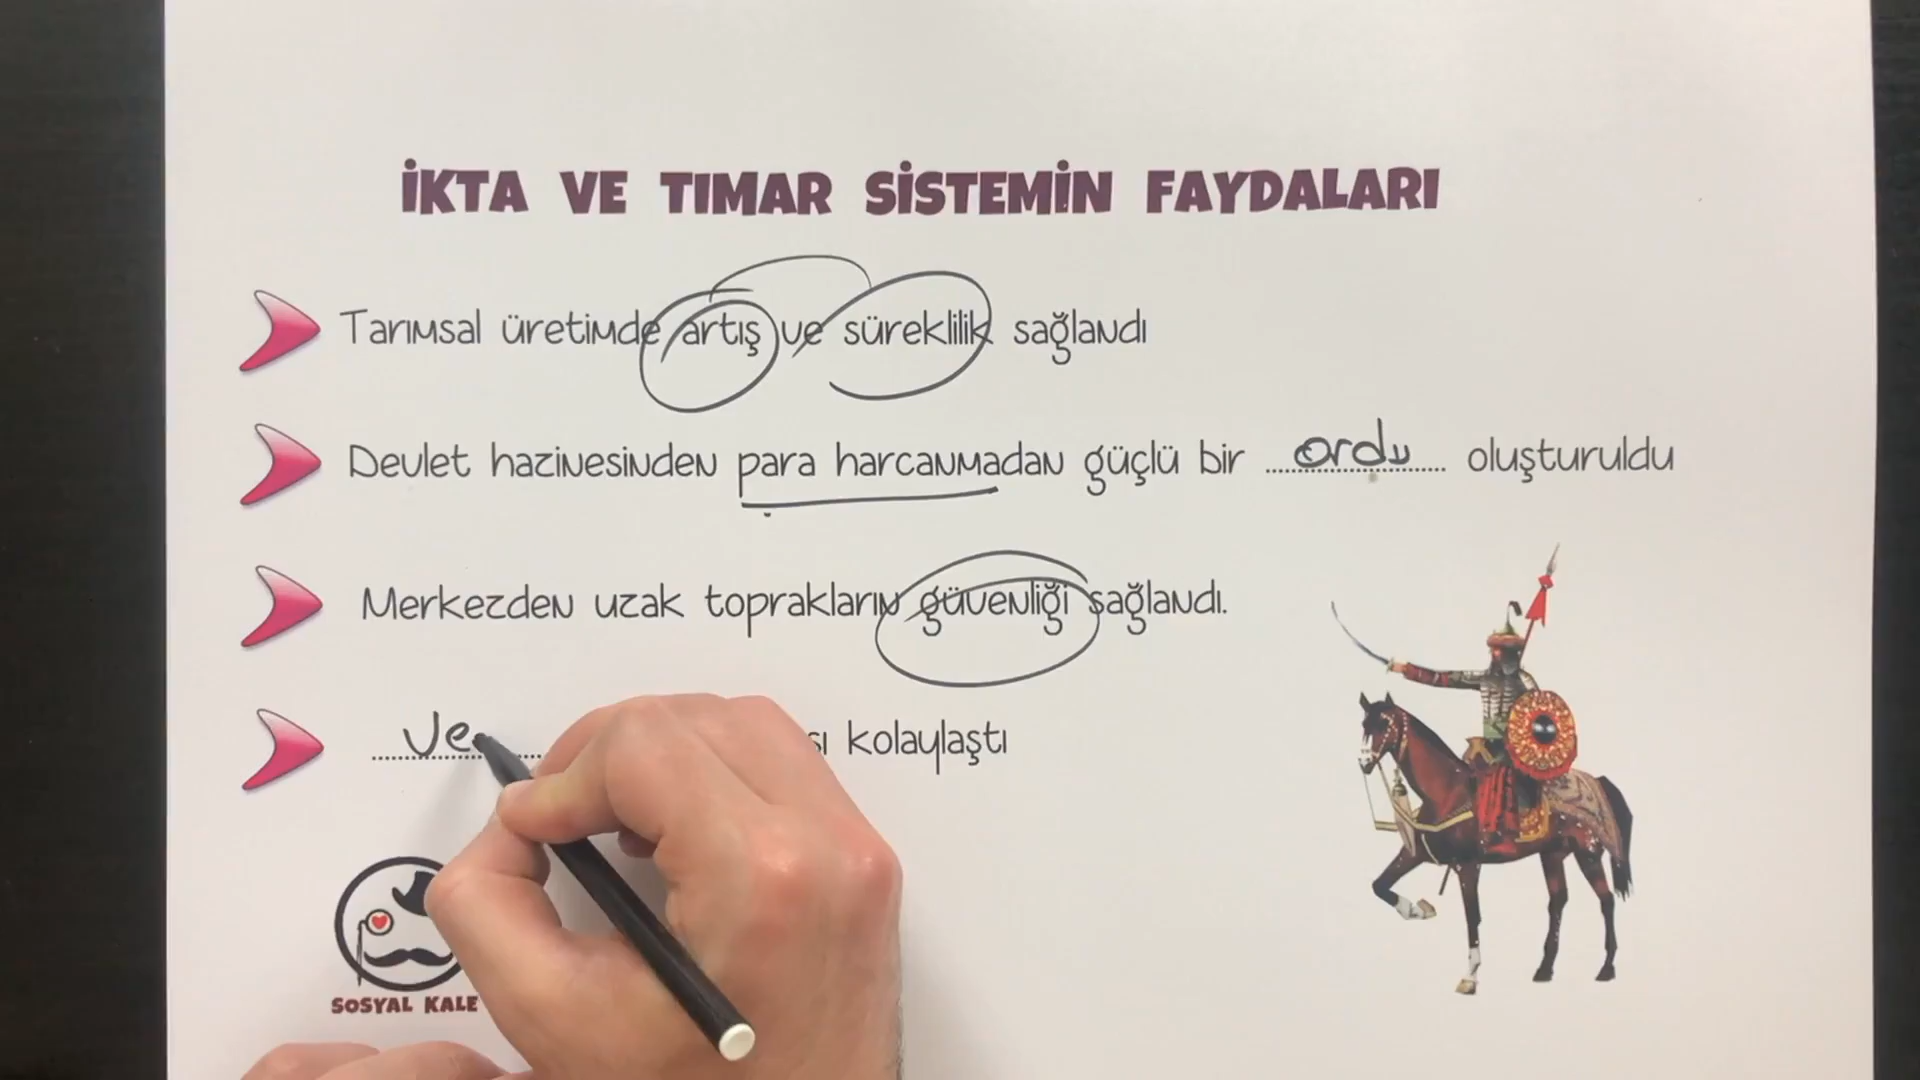 İKTA VE TIMAR SİSTEMİN FAYDALARI
Tarımsal üretimde artış ve süreklilik sağlandı
Devlet hazinesinden para harcanmadan güçlü bir ordu oluşturuldu
Merkezden uzak toprakların güvenliği sağlandı.
Ve kolaylaştı
SOSYAL KALE